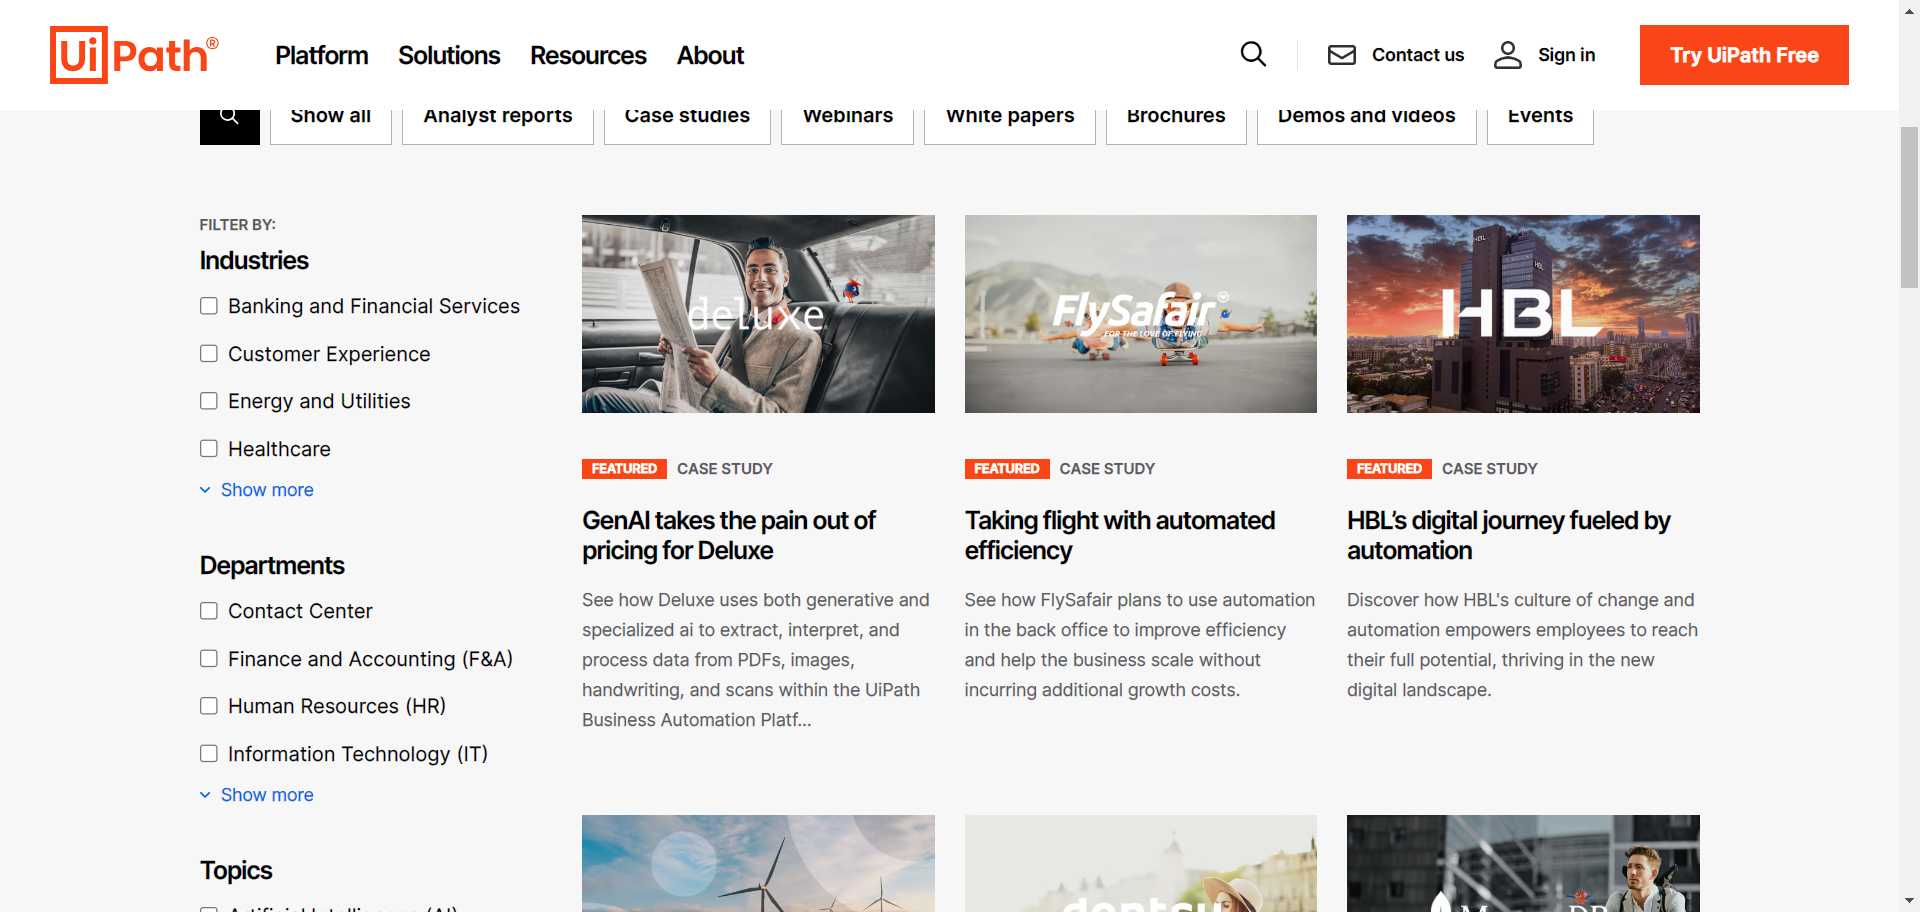 UiPath®
Platform
Solutions
Resources
About
Contact us
Sign in
Try UiPath Free
Show all
Analyst reports
Case studies
Webinars
White papers
Brochures
Demos and videos
Events
FILTER BY:
Industries
Banking and Financial Services
Customer Experience
Energy and Utilities
Healthcare
Show more
Departments
Contact Center
Finance and Accounting (F&A)
Human Resources (HR)
Information Technology (IT)
Show more
Topics
Artificial Intelligence (AI)
deluxe
FEATURED CASE STUDY
GenAI takes the pain out of
pricing for Deluxe
See how Deluxe uses both generative and
specialized ai to extract, interpret, and
process data from PDFs, images,
handwriting, and scans within the UiPath
Business Automation Platf...
FlySafair
FOR THE LOVE OF FLYING
FEATURED CASE STUDY
Taking flight with automated
efficiency
See how FlySafair plans to use automation
in the back office to improve efficiency
and help the business scale without
incurring additional growth costs.
HBL
HBL
HBL
FEATURED CASE STUDY
HBL’s digital journey fueled by
automation
Discover how HBL's culture of change and
automation empowers employees to reach
their full potential, thriving in the new
digital landscape.
dentsu